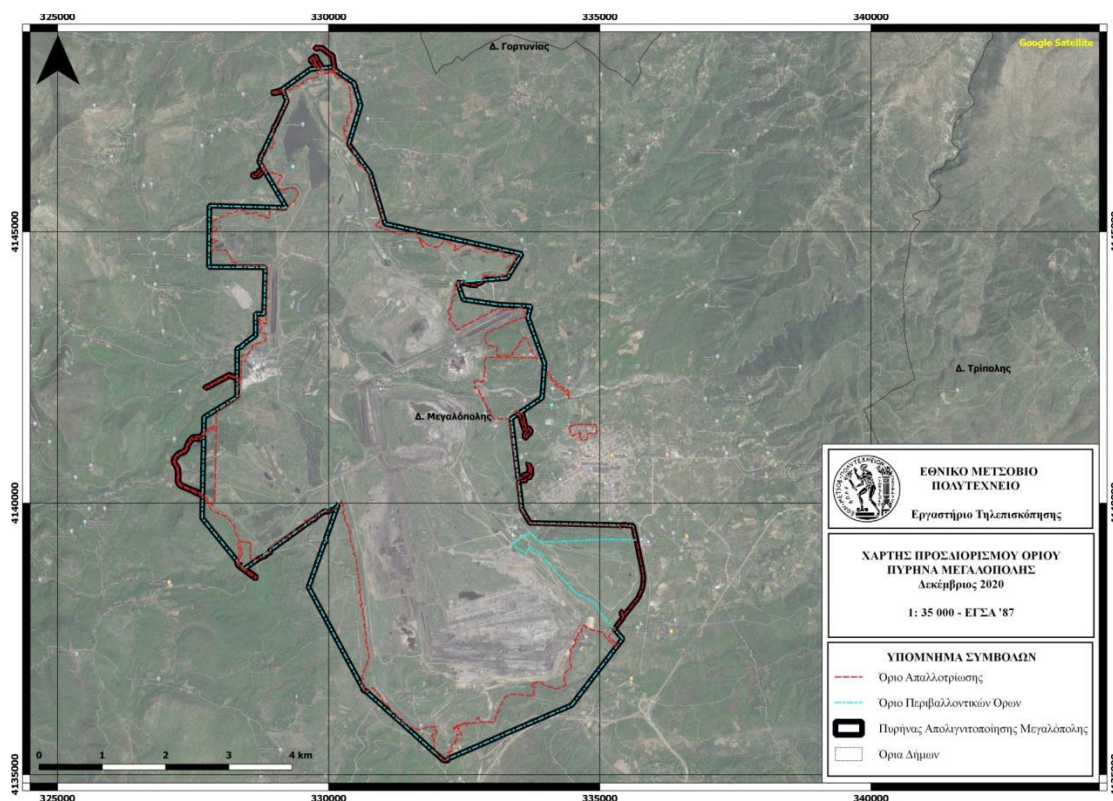 325000 330000 335000 340000
Δ. Γορτυνίας
Google Satellite
4145000
4145000
Δ. Τρίπολης
Δ. Μεγαλόπολης
4140000
ΕΘΝΙΚΟ ΜΕΤΣΟΒΙΟ
ΠΟΛΥΤΕΧΝΕΙΟ
Εργαστήριο Τηλεπισκόπησης
ΧΑΡΤΗΣ ΠΡΟΣΔΙΟΡΙΣΜΟΥ ΟΡΙΟΥ
ΠΥΡΗΝΑ ΜΕΓΑΛΟΠΟΛΗΣ
Δεκέμβριος 2020
1: 35 000 - ΕΓΣΑ '87
ΥΠΟΜΝΗΜΑ ΣΥΜΒΟΛΩΝ
Όριο Απαλλοτρίωσης
Όριο Περιβαλλοντικών Όρων
Πυρήνας Απολιγνιτοποίησης Μεγαλόπολης
Όρια Δήμων
0 1 2 3 4 km
4135000
325000 330000 335000 340000